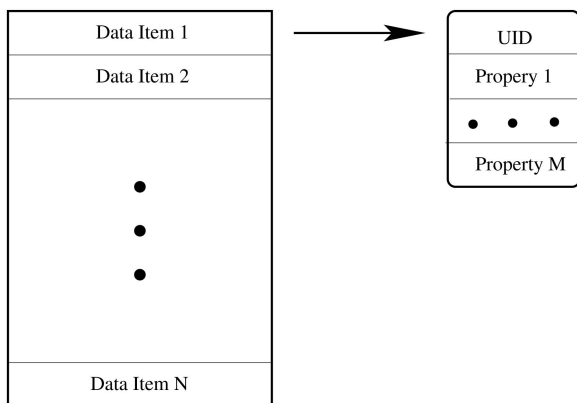 Data Item 1
Data Item 2
Data Item N
UID
Propery 1
Property M